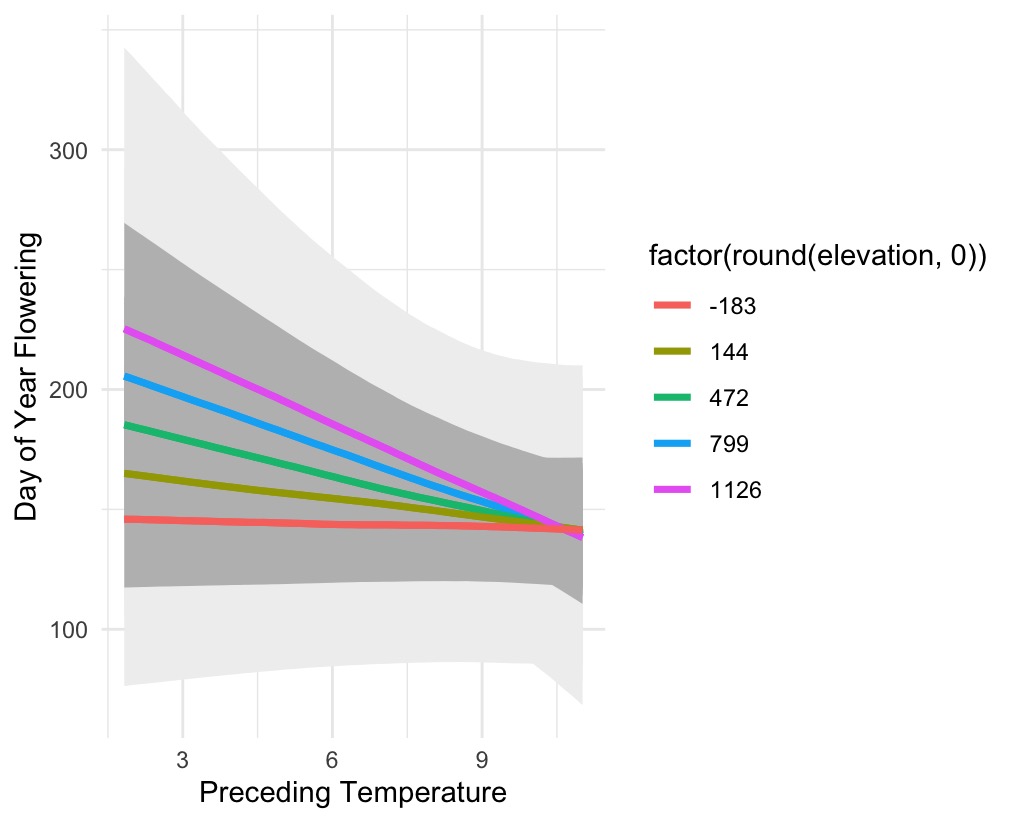 300
200
100
Day of Year Flowering
3 6 9
Preceding Temperature
factor(round(elevation, 0))
-183
144
472
799
1126